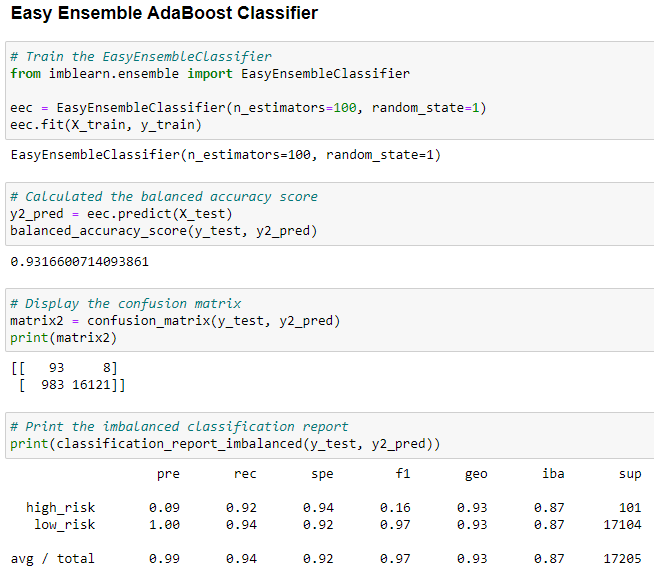 Easy Ensemble AdaBoost Classifier
# Train the EasyEnsembleClassifier
from imblearn.ensemble import EasyEnsembleClassifier
eec = EasyEnsembleClassifier(n_estimators=100, random_state=1)
eec.fit(X_train, y_train)
EasyEnsembleClassifier(n_estimators=100, random_state=1)
# Calculated the balanced accuracy score
y2_pred = eec.predict(X_test)
balanced_accuracy_score(y_test, y2_pred)
0.9316600714093861
# Display the confusion matrix
matrix2 = confusion_matrix(y_test, y2_pred)
print(matrix2)
[[   93     8]
 [  983 16121]]
# Print the imbalanced classification report
print(classification_report_imbalanced(y_test, y2_pred))
pre rec spe f1 geo iba sup
high_risk 0.09 0.92 0.94 0.16 0.93 0.87 101
low_risk 1.00 0.94 0.92 0.97 0.93 0.87 17104
avg / total 0.99 0.94 0.92 0.97 0.93 0.87 17205